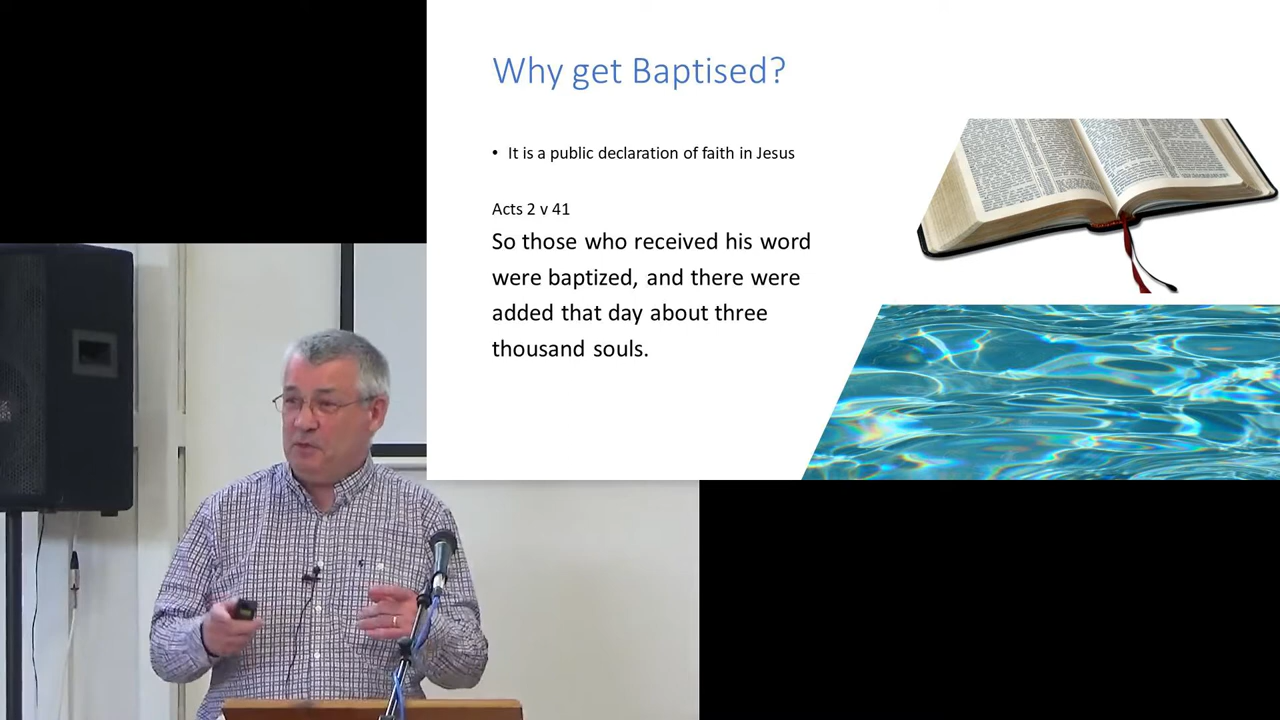 Why get Baptised?
• It is a public declaration of faith in Jesus
Acts 2 v 41
So those who received his word
were baptized, and there were
added that day about three
thousand souls.